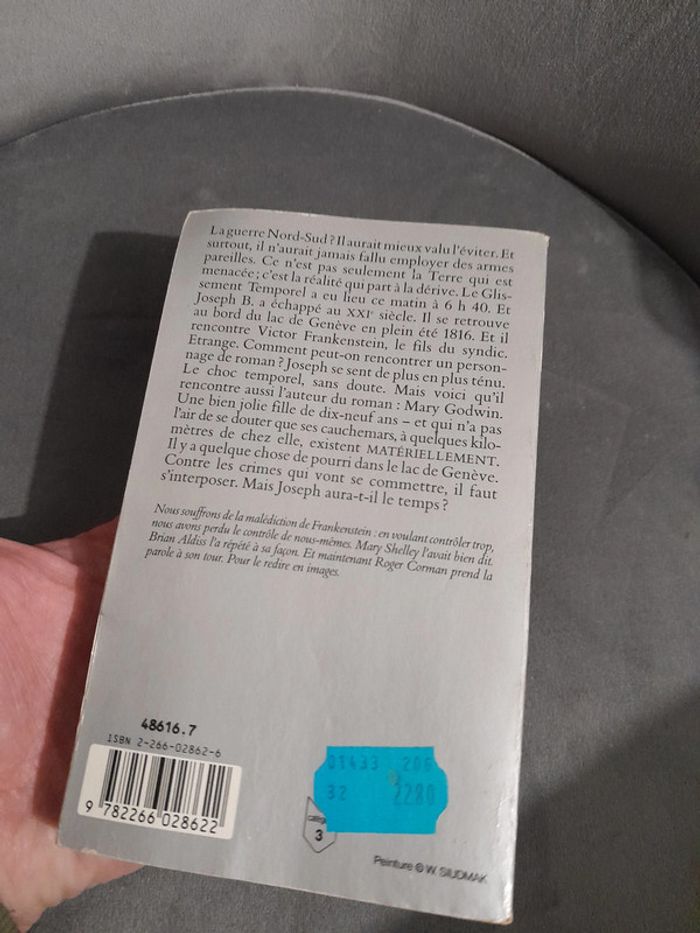 La guerre Nord-Sud ? Il aurait mieux valu l'éviter. Et
surtout, il n'aurait jamais fallu employer des armes
pareilles. Ce n'est pas seulement la Terre qui est
menacée ; c'est la réalité qui part à la dérive. Le Glis-
sement Temporel a eu lieu ce matin à 6 h 40. Et
Joseph B. a échappé au XXIe siècle. Il se retrouve
au bord du lac de Genève en plein été 1816. Et il
rencontre Victor Frankenstein, le fils du syndic.
Etrange. Comment peut-on rencontrer un person-
nage de roman ? Joseph se sent de plus en plus ténu.
Le choc temporel, sans doute. Mais voici qu'il
rencontre aussi l'auteur du roman : Mary Godwin.
Une bien jolie fille de dix-neuf ans – et qui n'a pas
l'air de se douter que ses cauchemars, à quelques kilo-
mètres de chez elle, existent MATÉRIELLEMENT.
Il y a quelque chose de pourri dans le lac de Genève.
Contre les crimes qui vont se commettre, il faut
s'interposer. Mais Joseph aura-t-il le temps ?
Nous souffrons de la malédiction de Frankenstein : en voulant contrôler trop,
nous avons perdu le contrôle de nous-mêmes. Mary Shelley l'avait bien dit.
Brian Aldiss l'a répété à sa façon. Et maintenant Roger Corman prend la
parole à son tour. Pour le redire en images.
48616.7
ISBN 2-266-02862-6
9 782266 028622
01433 206
32 2280
3
Peinture © W. SIUDMAK